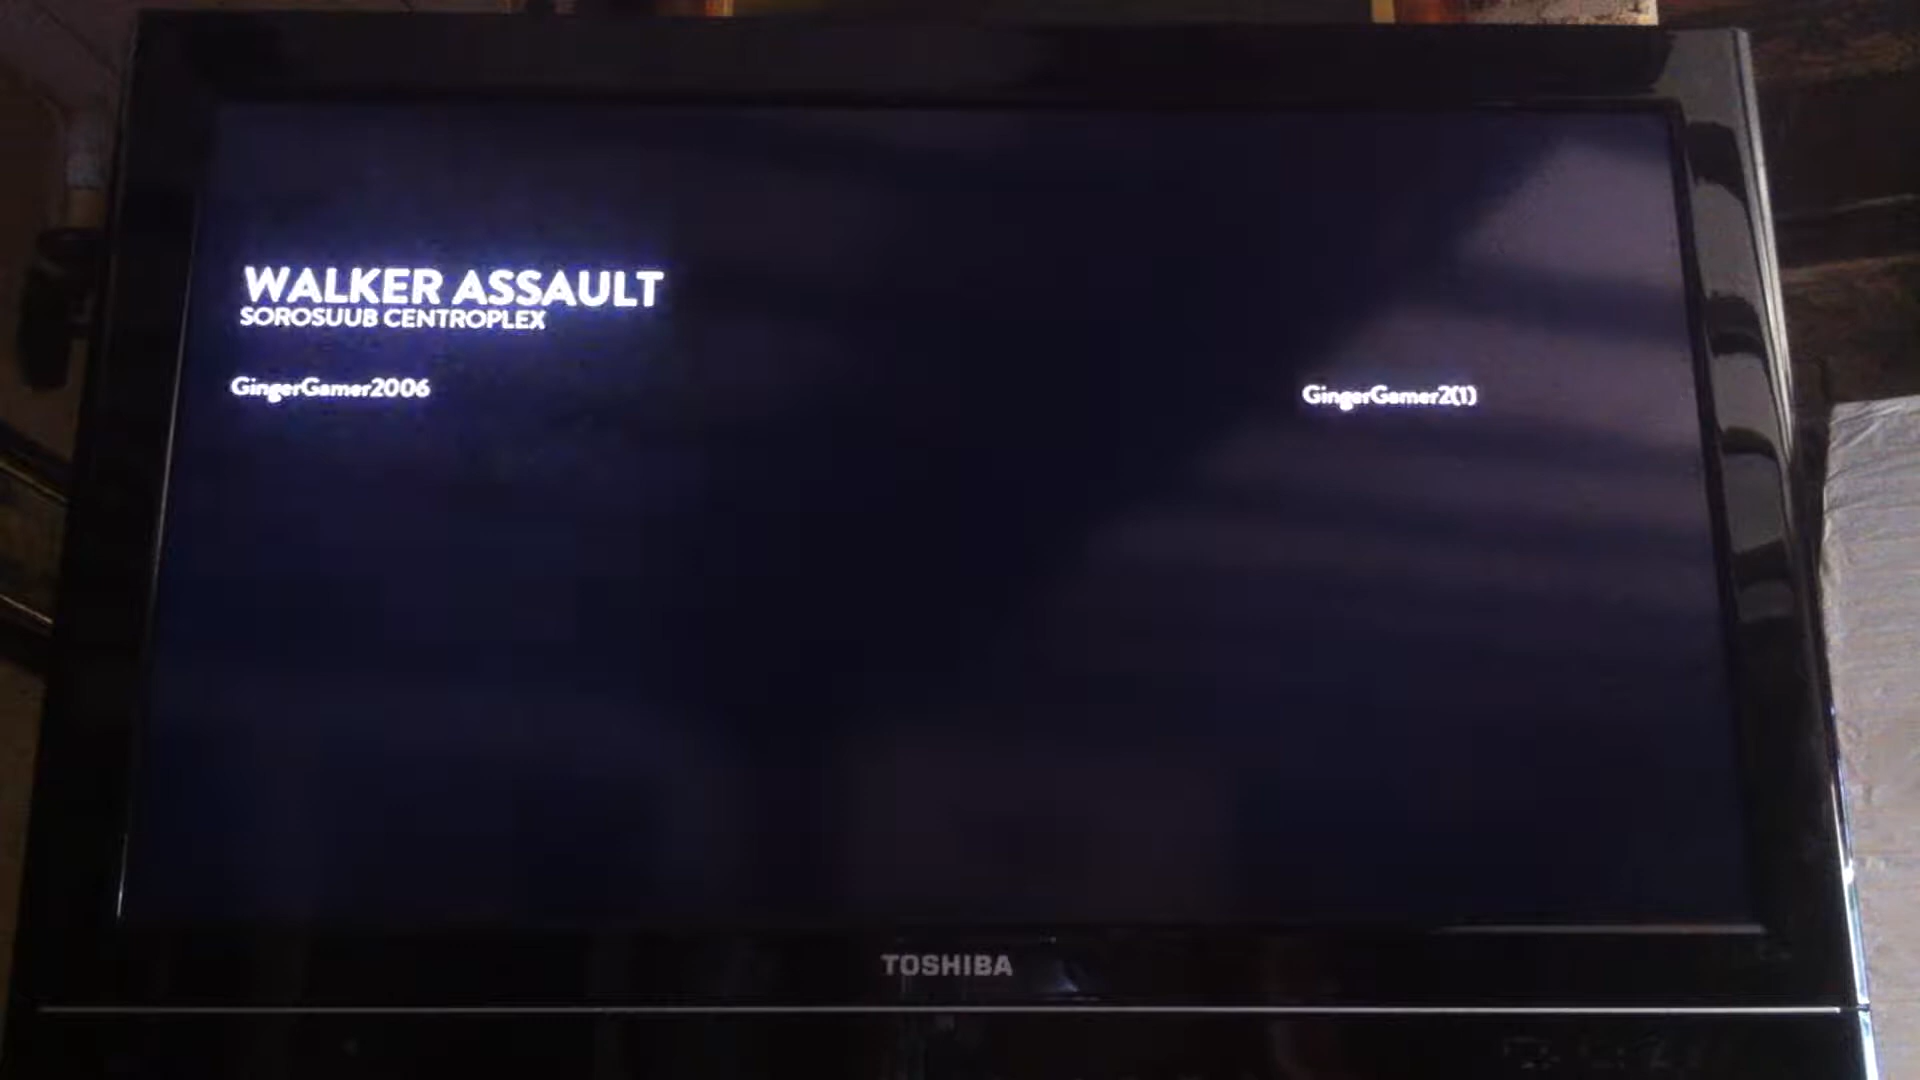 WALKER ASSAULT
SOROSUUB CENTROPLEX
GingerGamer2006
GingerGamer2(1)
TOSHIBA